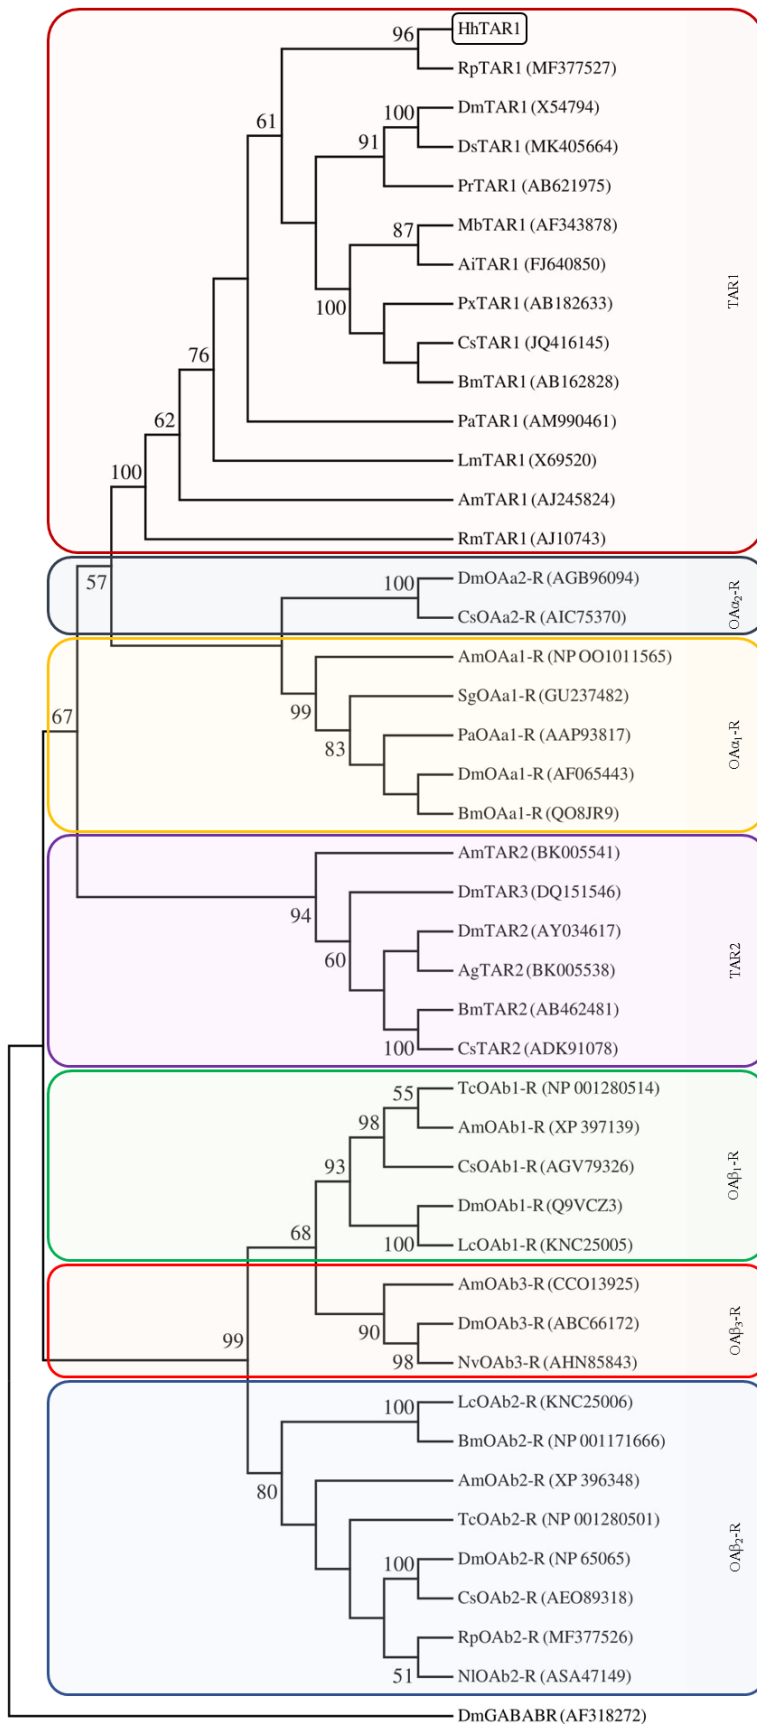 96
HhTAR1
RpTAR1 (MF377527)
61
100
DmTAR1 (X54794)
91
DsTAR1 (MK405664)
PrTAR1 (AB621975)
87
MbTAR1 (AF343878)
AiTAR1 (FJ640850)
100
PxTAR1 (AB182633)
CsTAR1 (JQ416145)
76
BmTAR1 (AB162828)
62
PaTAR1 (AM990461)
100
LmTAR1 (X69520)
AmTAR1 (AJ245824)
RmTAR1 (AJ10743)
TAR1
57
100
DmOAa2-R (AGB96094)
CsOAa2-R (AIC75370)
OAα2-R
AmOAa1-R (NP OO1011565)
99
SgOAa1-R (GU237482)
67
83
PaOAa1-R (AAP93817)
DmOAa1-R (AF065443)
BmOAa1-R (QO8JR9)
OAα1-R
AmTAR2 (BK005541)
94
DmTAR3 (DQ151546)
60
DmTAR2 (AY034617)
AgTAR2 (BK005538)
BmTAR2 (AB462481)
100
CsTAR2 (ADK91078)
TAR2
55
TcOAb1-R (NP 001280514)
98
AmOAb1-R (XP 397139)
93
CsOAb1-R (AGV79326)
DmOAb1-R (Q9VCZ3)
68
100
LcOAb1-R (KNC25005)
OAβ1-R
AmOAb3-R (CCO13925)
90
DmOAb3-R (ABC66172)
99
98
NvOAb3-R (AHN85843)
OAβ3-R
100
LcOAb2-R (KNC25006)
BmOAb2-R (NP 001171666)
80
AmOAb2-R (XP 396348)
TcOAb2-R (NP 001280501)
100
DmOAb2-R (NP 65065)
CsOAb2-R (AEO89318)
RpOAb2-R (MF377526)
51
NlOAb2-R (ASA47149)
OAβ2-R
DmGABABR (AF318272)